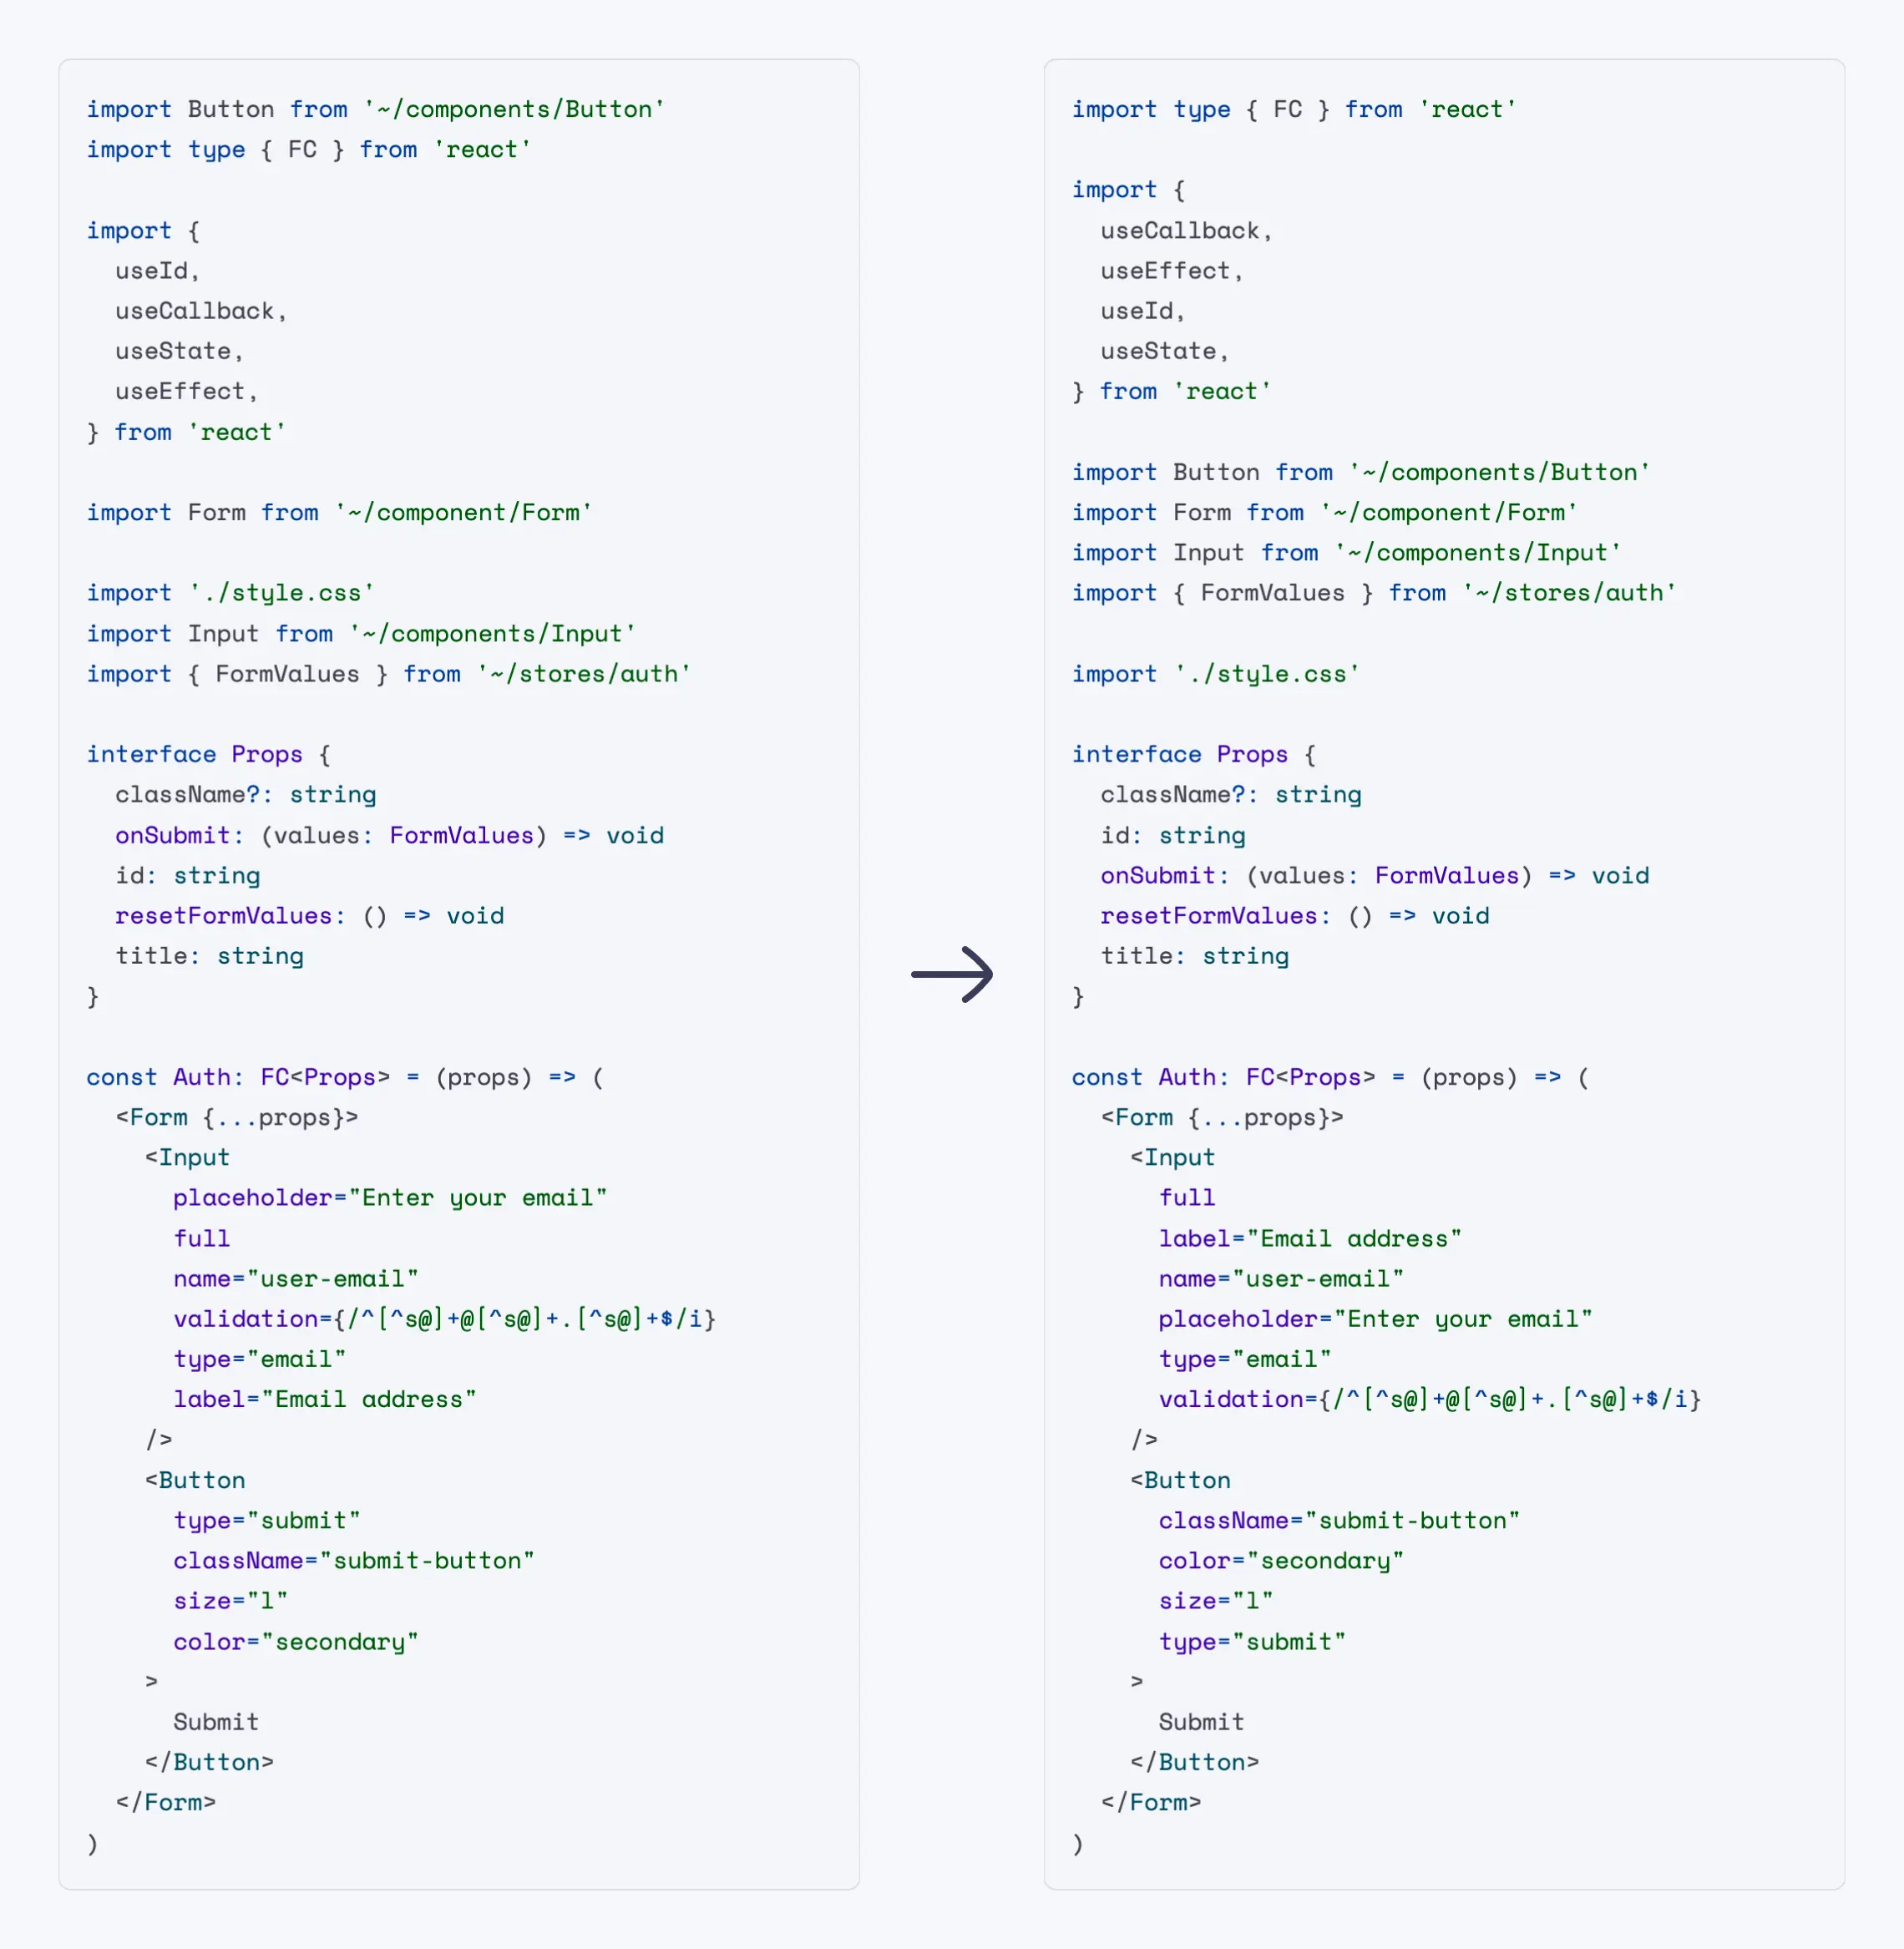 import Button from '~/components/Button'
import type { FC } from 'react'
import {
  useId,
  useCallback,
  useState,
  useEffect,
} from 'react'
import Form from '~/component/Form'
import './style.css'
import Input from '~/components/Input'
import { FormValues } from '~/stores/auth'
interface Props {
  className?: string
  onSubmit: (values: FormValues) => void
  id: string
  resetFormValues: () => void
  title: string
}
const Auth: FC<Props> = (props) => (
  <Form {...props}>
    <Input
      placeholder="Enter your email"
      full
      name="user-email"
      validation={/^[^s@]+@[^s@]+.[^s@]+$/i}
      type="email"
      label="Email address"
    />
    <Button
      type="submit"
      className="submit-button"
      size="l"
      color="secondary"
    >
      Submit
    </Button>
  </Form>
)
import type { FC } from 'react'
import {
  useCallback,
  useEffect,
  useId,
  useState,
} from 'react'
import Button from '~/components/Button'
import Form from '~/component/Form'
import Input from '~/components/Input'
import { FormValues } from '~/stores/auth'
import './style.css'
interface Props {
  className?: string
  id: string
  onSubmit: (values: FormValues) => void
  resetFormValues: () => void
  title: string
}
const Auth: FC<Props> = (props) => (
  <Form {...props}>
    <Input
      full
      label="Email address"
      name="user-email"
      placeholder="Enter your email"
      type="email"
      validation={/^[^s@]+@[^s@]+.[^s@]+$/i}
    />
    <Button
      className="submit-button"
      color="secondary"
      size="l"
      type="submit"
    >
      Submit
    </Button>
  </Form>
)